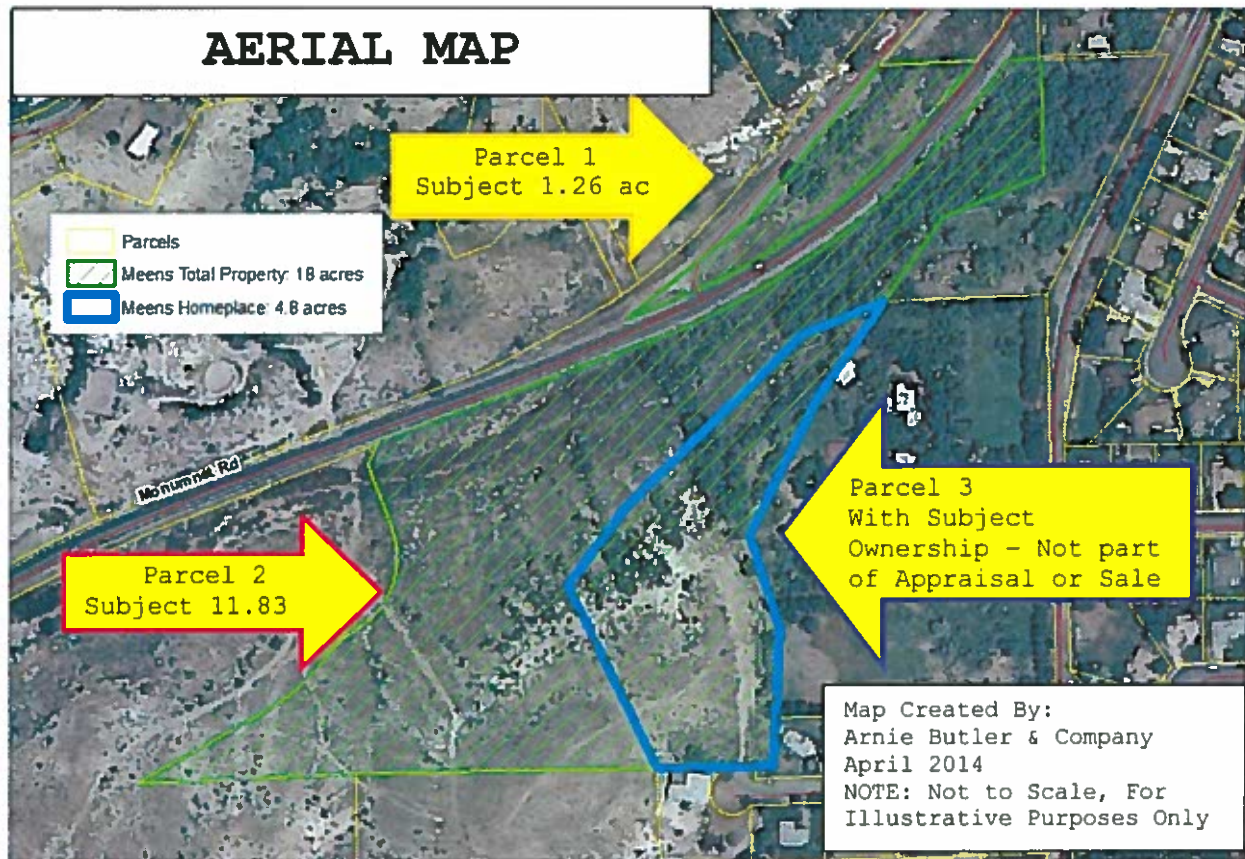 AERIAL MAP
Parcel 1
Subject 1.26 ac
Parcels
Meens Total Property: 18 acres
Meens Homeplace: 4.8 acres
Monumnet Rd
Parcel 2
Subject 11.83
Parcel 3
With Subject
Ownership – Not part
of Appraisal or Sale
Map Created By:
Arnie Butler & Company
April 2014
NOTE: Not to Scale, For
Illustrative Purposes Only